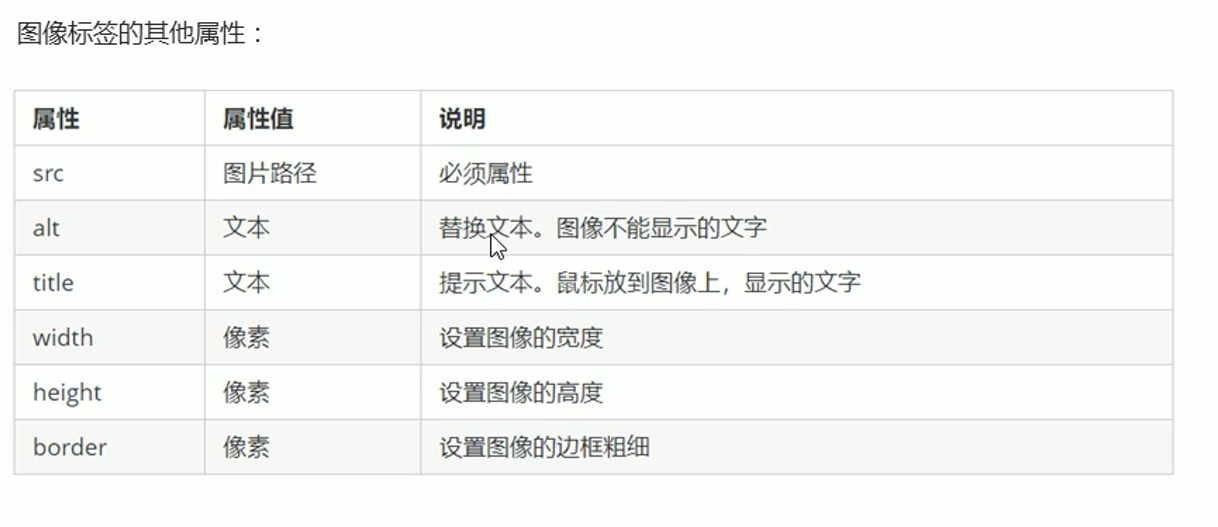 图像标签的其他属性：
属性 属性值 说明
src 图片路径 必须属性
alt 文本 替换文本。图像不能显示的文字
title 文本 提示文本。鼠标放到图像上，显示的文字
width 像素 设置图像的宽度
height 像素 设置图像的高度
border 像素 设置图像的边框粗细